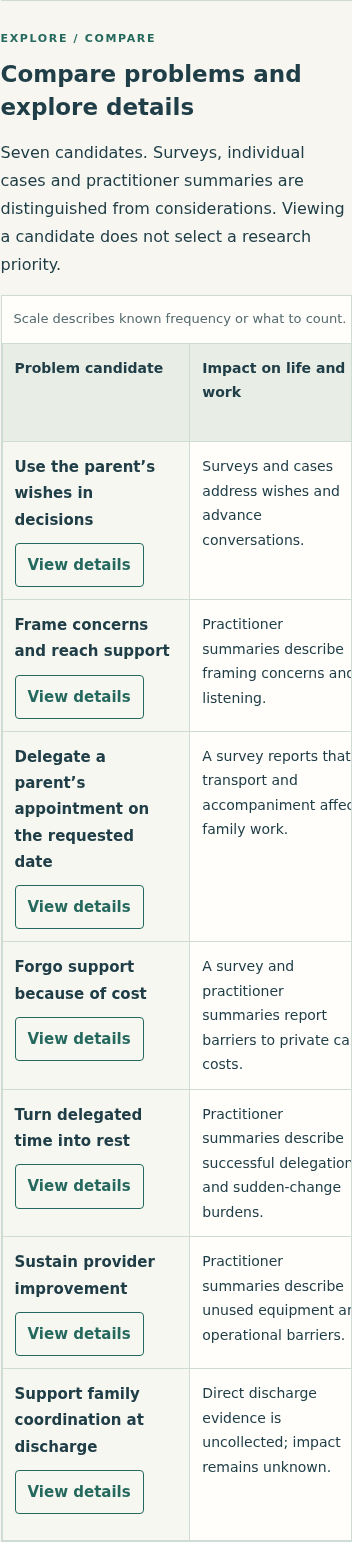 EXPLORE / COMPARE
Compare problems and
explore details
Seven candidates. Surveys, individual
cases and practitioner summaries are
distinguished from considerations. Viewing
a candidate does not select a research
priority.
Scale describes known frequency or what to count.
Problem candidate
Impact on life and
work
Use the parent’s
wishes in
decisions
View details
Surveys and cases
address wishes and
advance
conversations.
Frame concerns
and reach support
View details
Practitioner
summaries describe
framing concerns and
listening.
Delegate a
parent’s
appointment on
the requested
date
View details
A survey reports that
transport and
accompaniment
family work.
Forgo support
because of cost
View details
A survey and
practitioner
summaries report
barriers to private
costs.
Turn delegated
time into rest
View details
Practitioner
summaries describe
successful delegation
and sudden-change
burdens.
Sustain provider
improvement
View details
Practitioner
summaries describe
unused equipment
operational barriers.
Support family
coordination at
discharge
View details
Direct discharge
evidence is
uncollected; impact
remains unknown.